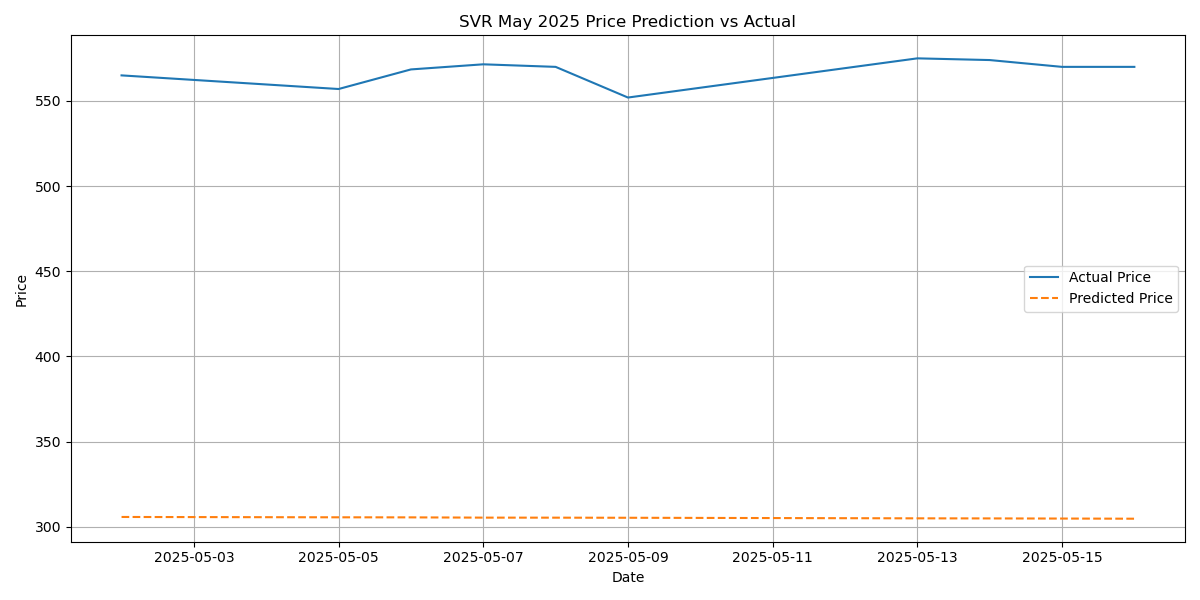 SVR May 2025 Price Prediction vs Actual
550
500
450
400
350
300
Price
Actual Price
Predicted Price
2025-05-03 2025-05-05 2025-05-07 2025-05-09 2025-05-11 2025-05-13 2025-05-15
Date